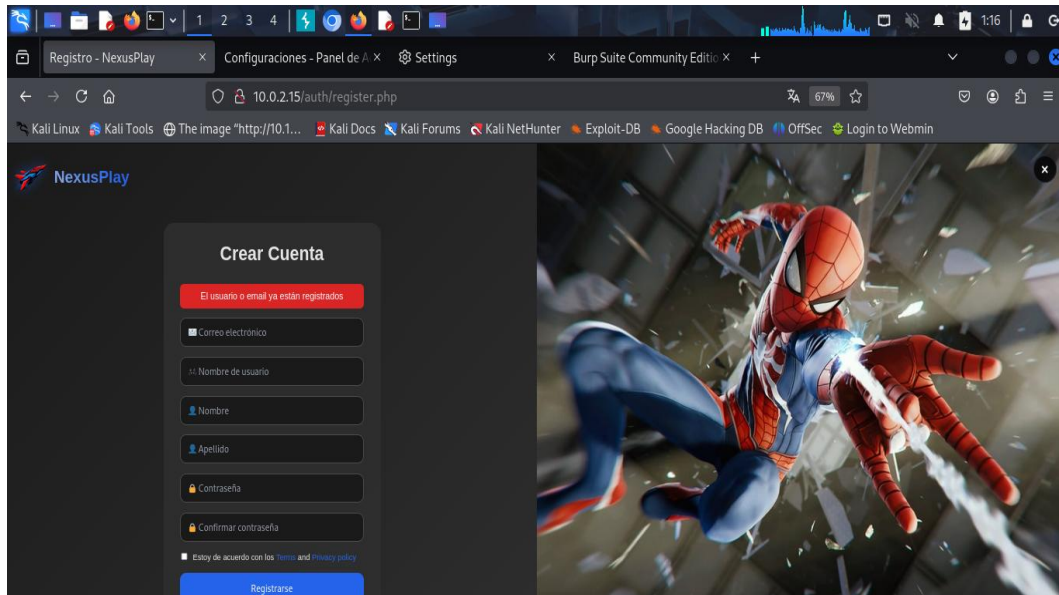 1 2 3 4 1:16
Registro - NexusPlay × Configuraciones - Panel de A × Settings × Burp Suite Community Editio × +
10.0.2.15/auth/register.php 67%
Kali Linux Kali Tools The image "http://10.1... Kali Docs Kali Forums Kali NetHunter Exploit-DB Google Hacking DB OffSec Login to Webmin
NexusPlay
x
Crear Cuenta
El usuario o email ya están registrados
Correo electrónico
Nombre de usuario
Nombre
Apellido
Contraseña
Confirmar contraseña
Estoy de acuerdo con los Terms and Privacy policy
Registrarse